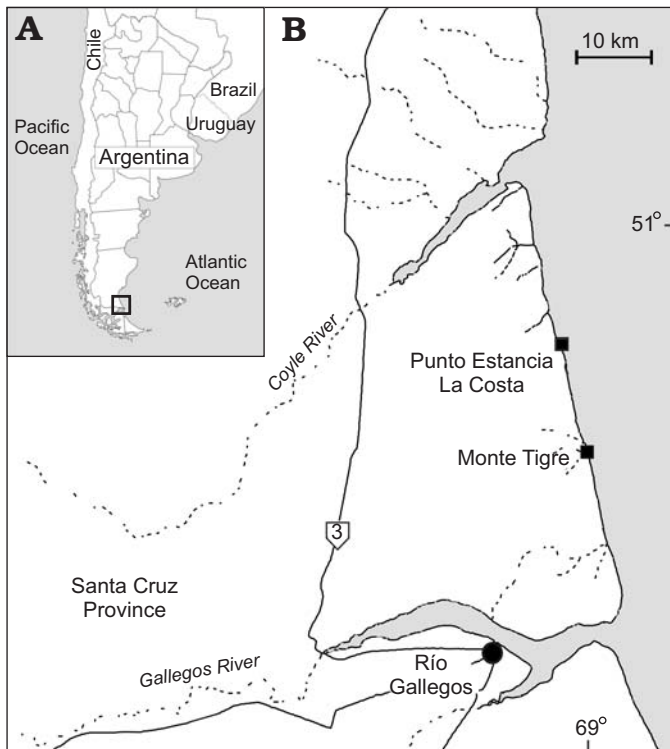 A
Chile
Brazil
Uruguay
Pacific
Ocean
Argentina
Atlantic
Ocean
B
10 km
51°
Coyle River
Punto Estancia
La Costa
Monte Tigre
3
Santa Cruz
Province
Gallegos River
Río
Gallegos
69°